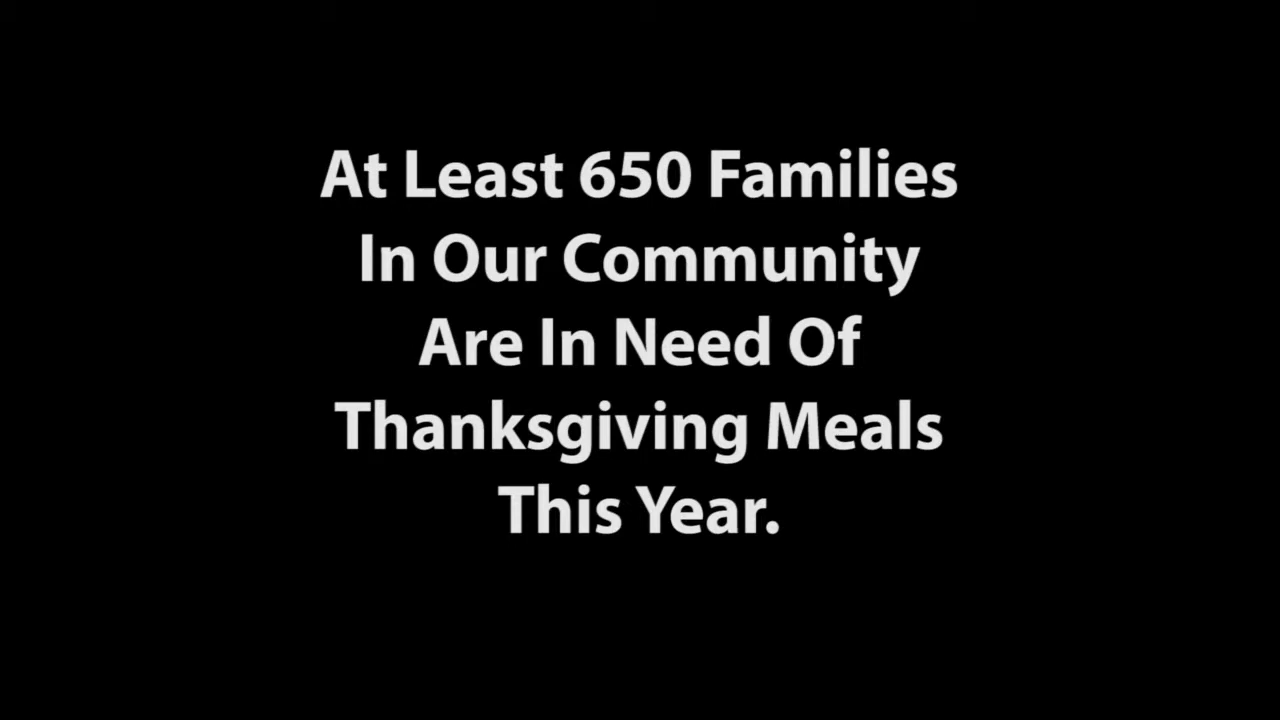 At Least 650 Families
In Our Community
Are In Need Of
Thanksgiving Meals
This Year.